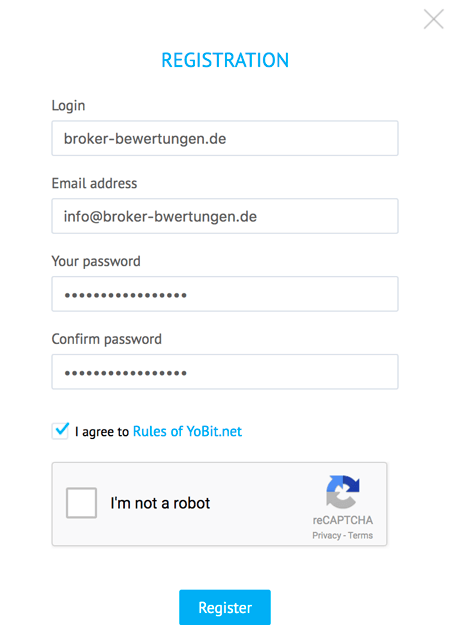 REGISTRATION
Login
broker-bewertungen.de
Email address
info@broker-bwertungen.de
Your password
•••••••••••••••••
Confirm password
•••••••••••••••••
I agree to Rules of YoBit.net
I'm not a robot
reCAPTCHA
Privacy - Terms
Register